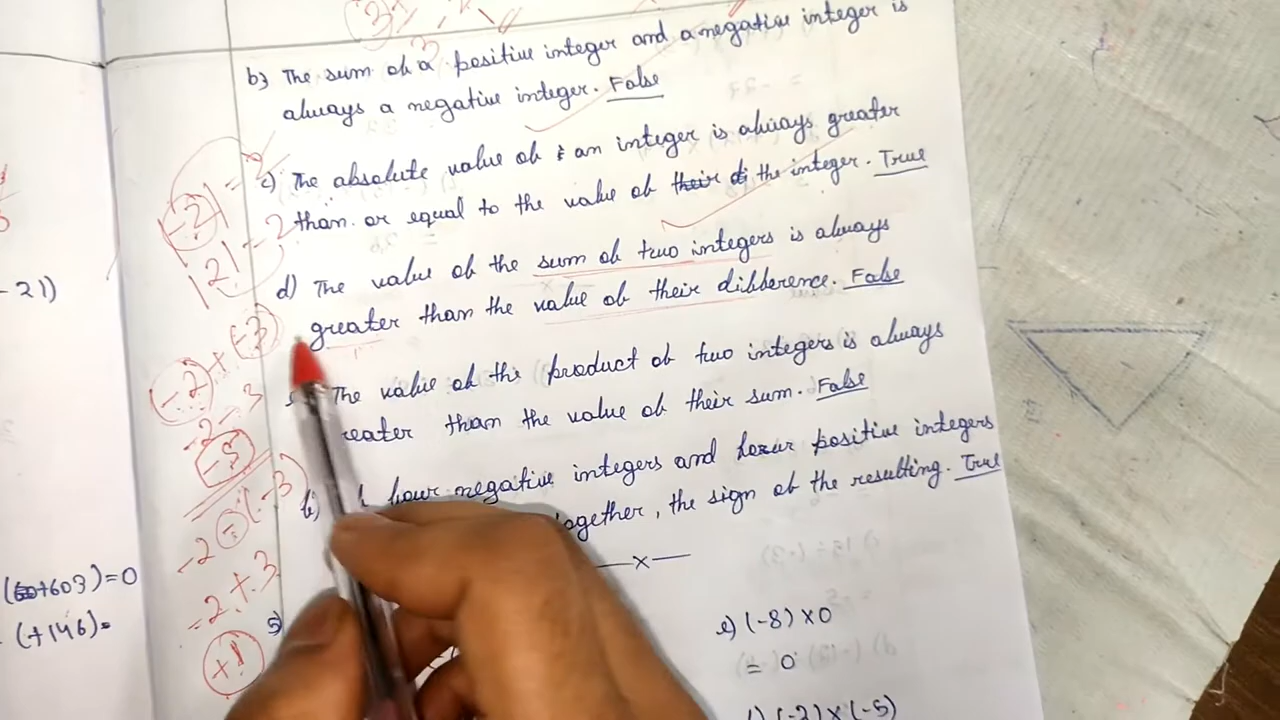 b) The sum of a positive integer and a negative integer is
always a negative integer. False
c) The absolute value of an integer is always greater
than or equal to the value of their the integer. True
d) The value of the sum of two integers is always
greater than the value of their difference. False
The value of the product of two integers is always
reater than the value of their sum. False
four negative integers and four positive integers
together, the sign of the resulting. True
—x—
5)
e) (-8) x 0
= 0
f) (-2) x (-5)
- 21)
+603) = 0
(+146) =
|-2| = 2
|2| = 2
-2 + (-3)
-2 - 3
-5
-2 - (-3)
-2 + 3
+1